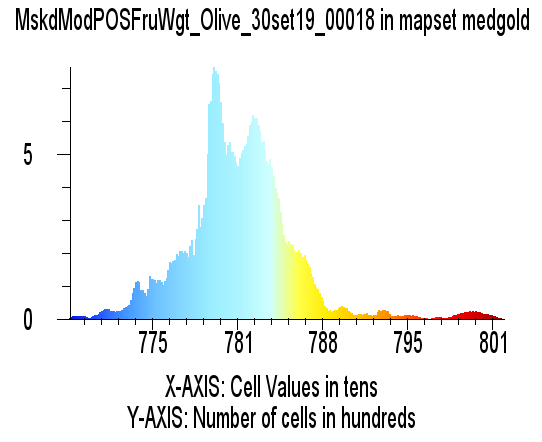 MskdModPOSFruWgt_Olive_30set19_00018 in mapset medgold
5
0
775 781 788 795 801
X-AXIS: Cell Values in tens
Y-AXIS: Number of cells in hundreds